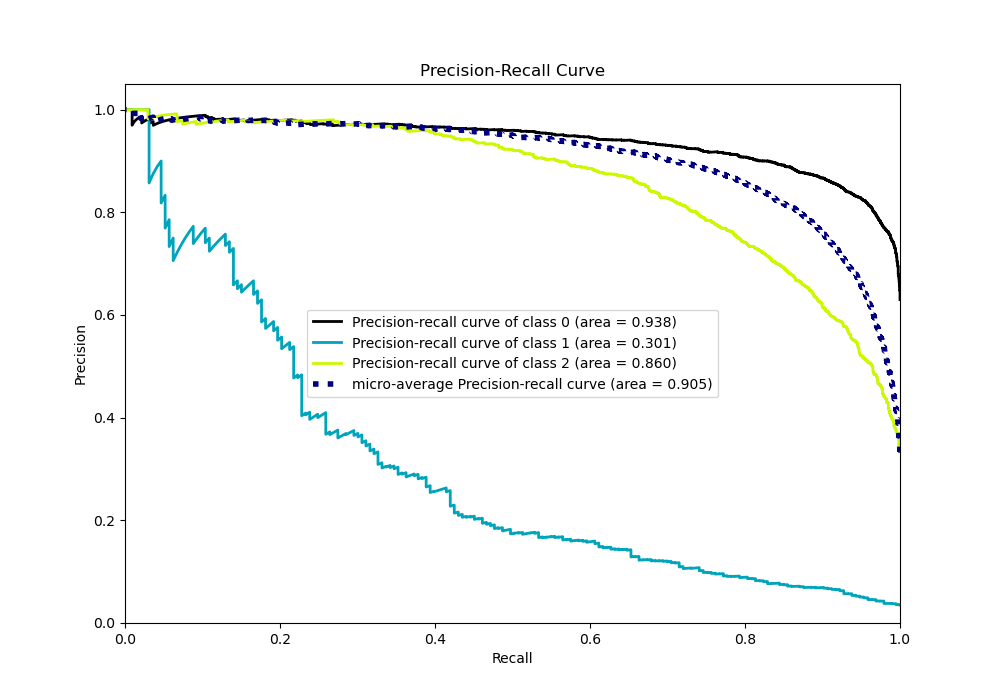 Precision-Recall Curve
Precision
1.0
0.8
0.6
0.4
0.2
0.0
Precision-recall curve of class 0 (area = 0.938)
Precision-recall curve of class 1 (area = 0.301)
Precision-recall curve of class 2 (area = 0.860)
micro-average Precision-recall curve (area = 0.905)
0.0 0.2 0.4 0.6 0.8 1.0
Recall